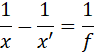 1/x − 1/x′ = 1/f